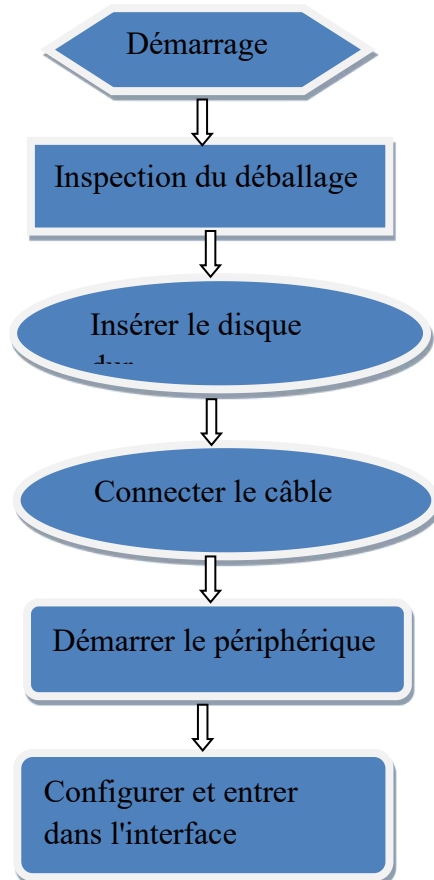 Démarrage
Inspection du déballage
Insérer le disque
Connecter le câble
Démarrer le périphérique
Configurer et entrer
dans l'interface